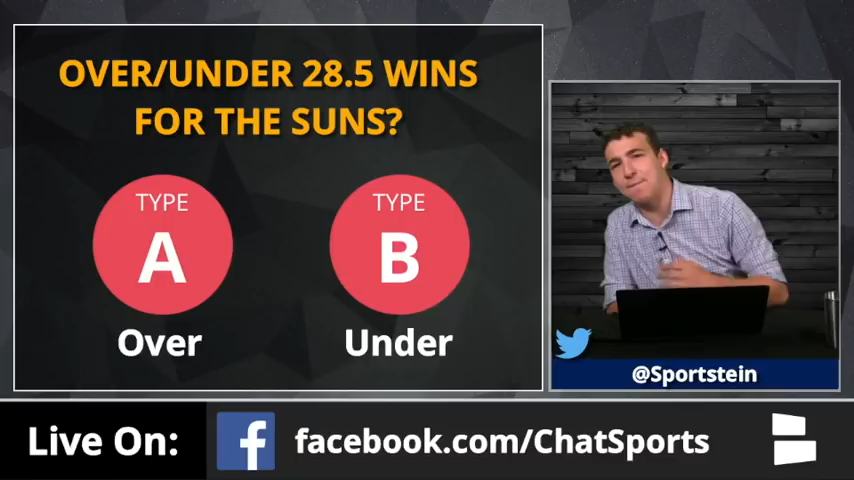 OVER/UNDER 28.5 WINS
FOR THE SUNS?
TYPE
A
Over
TYPE
B
Under
@Sportstein
Live On:
f
facebook.com/ChatSports